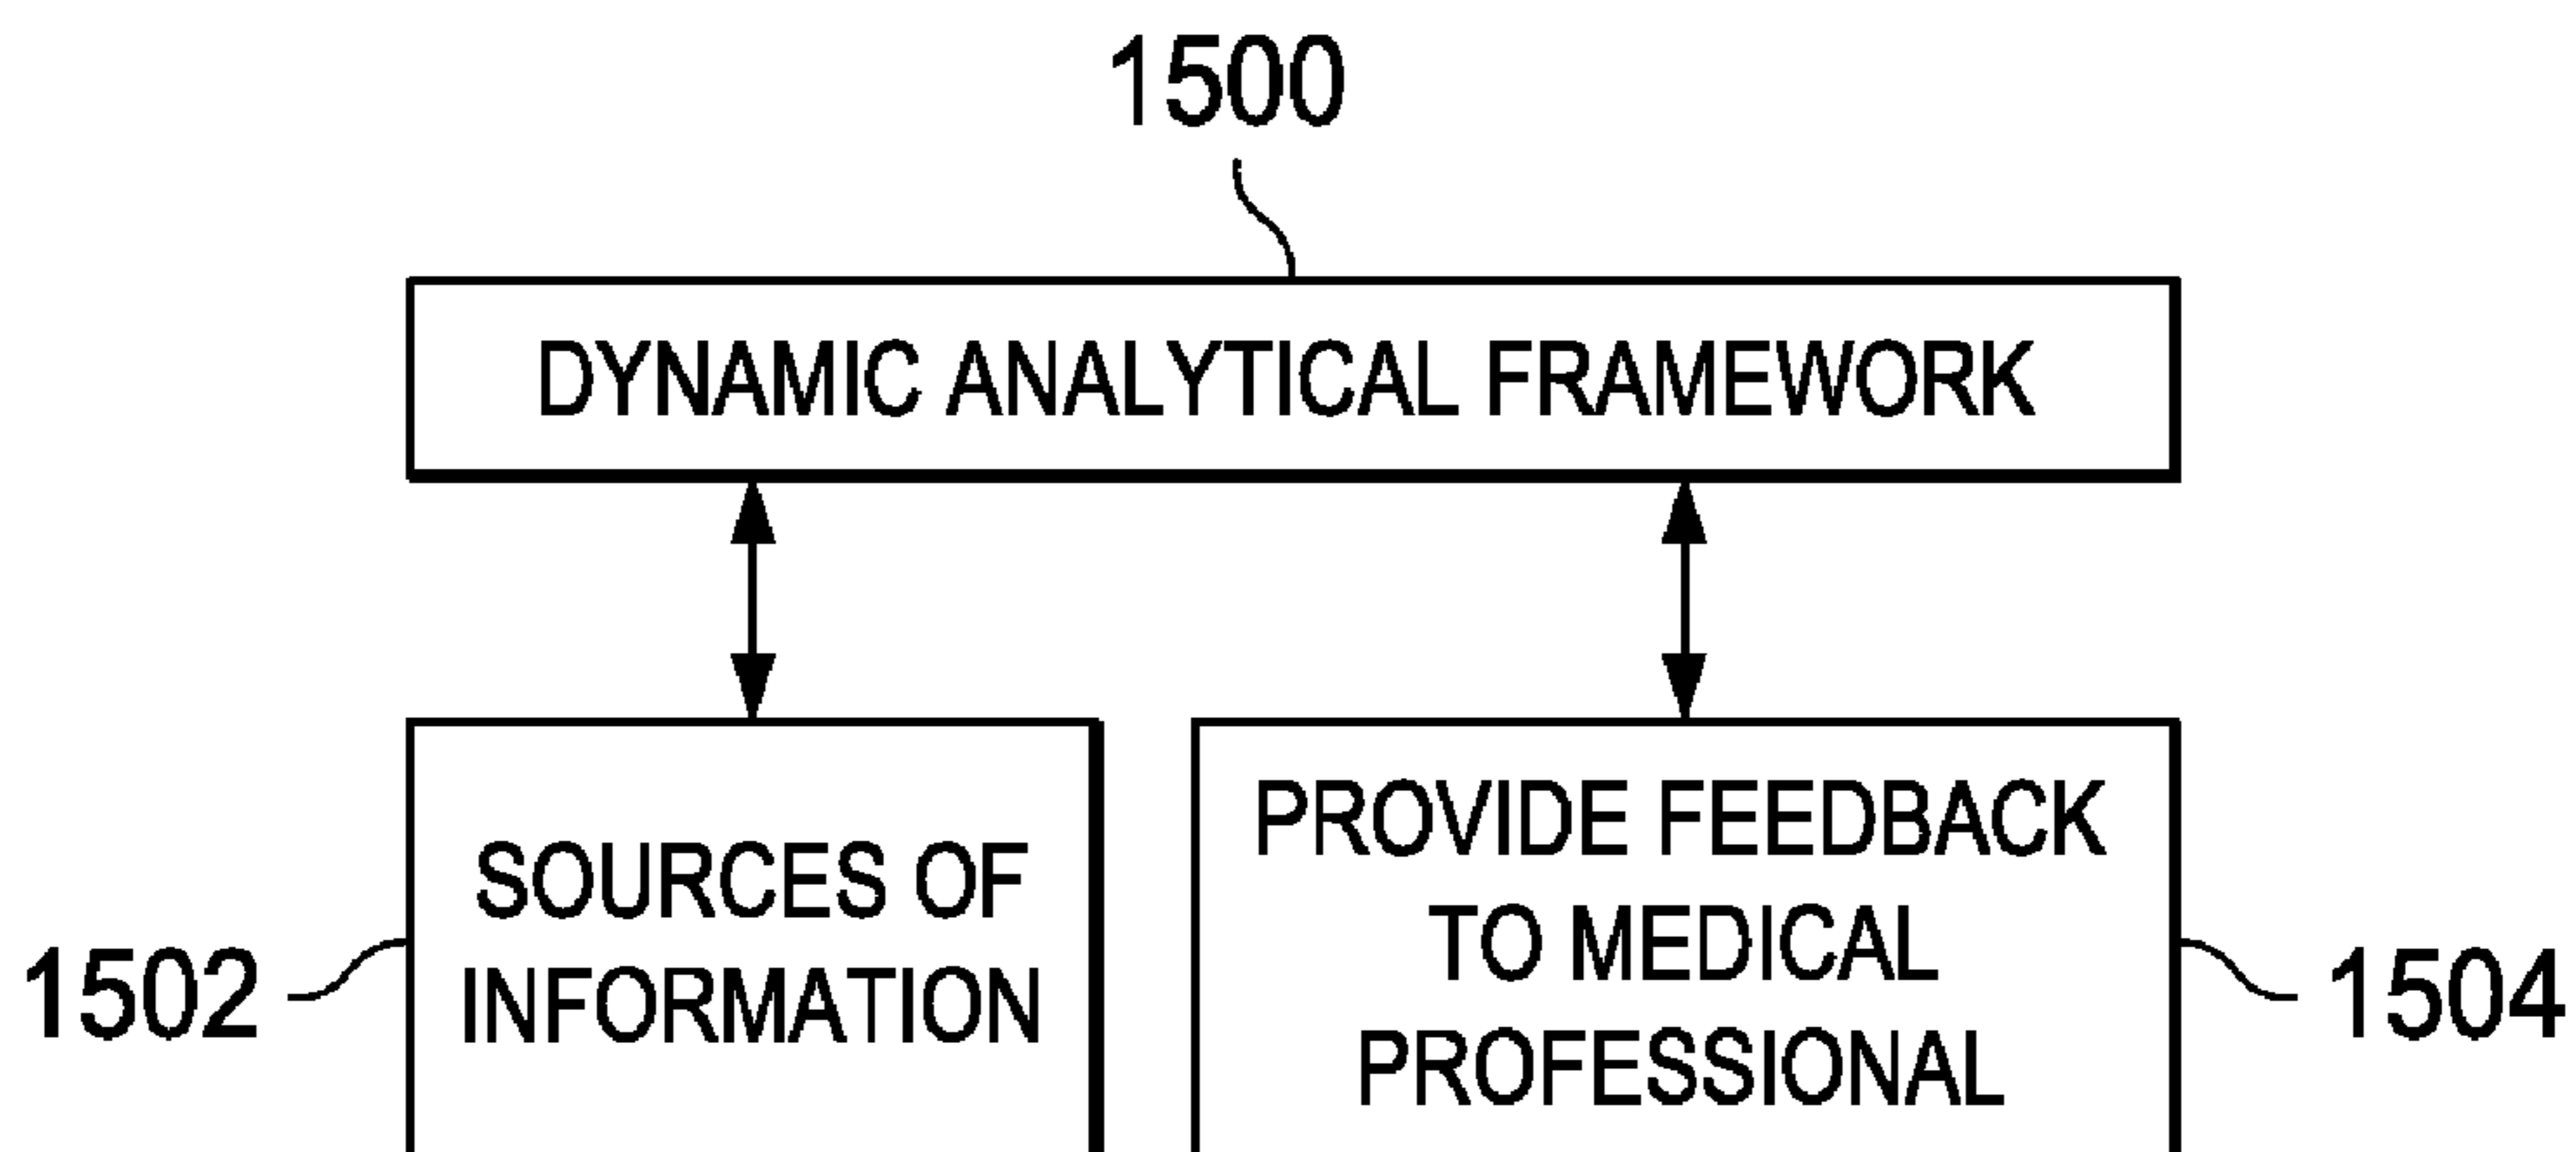 1500
DYNAMIC ANALYTICAL FRAMEWORK
SOURCES OF
INFORMATION
1502
PROVIDE FEEDBACK
TO MEDICAL
PROFESSIONAL
1504